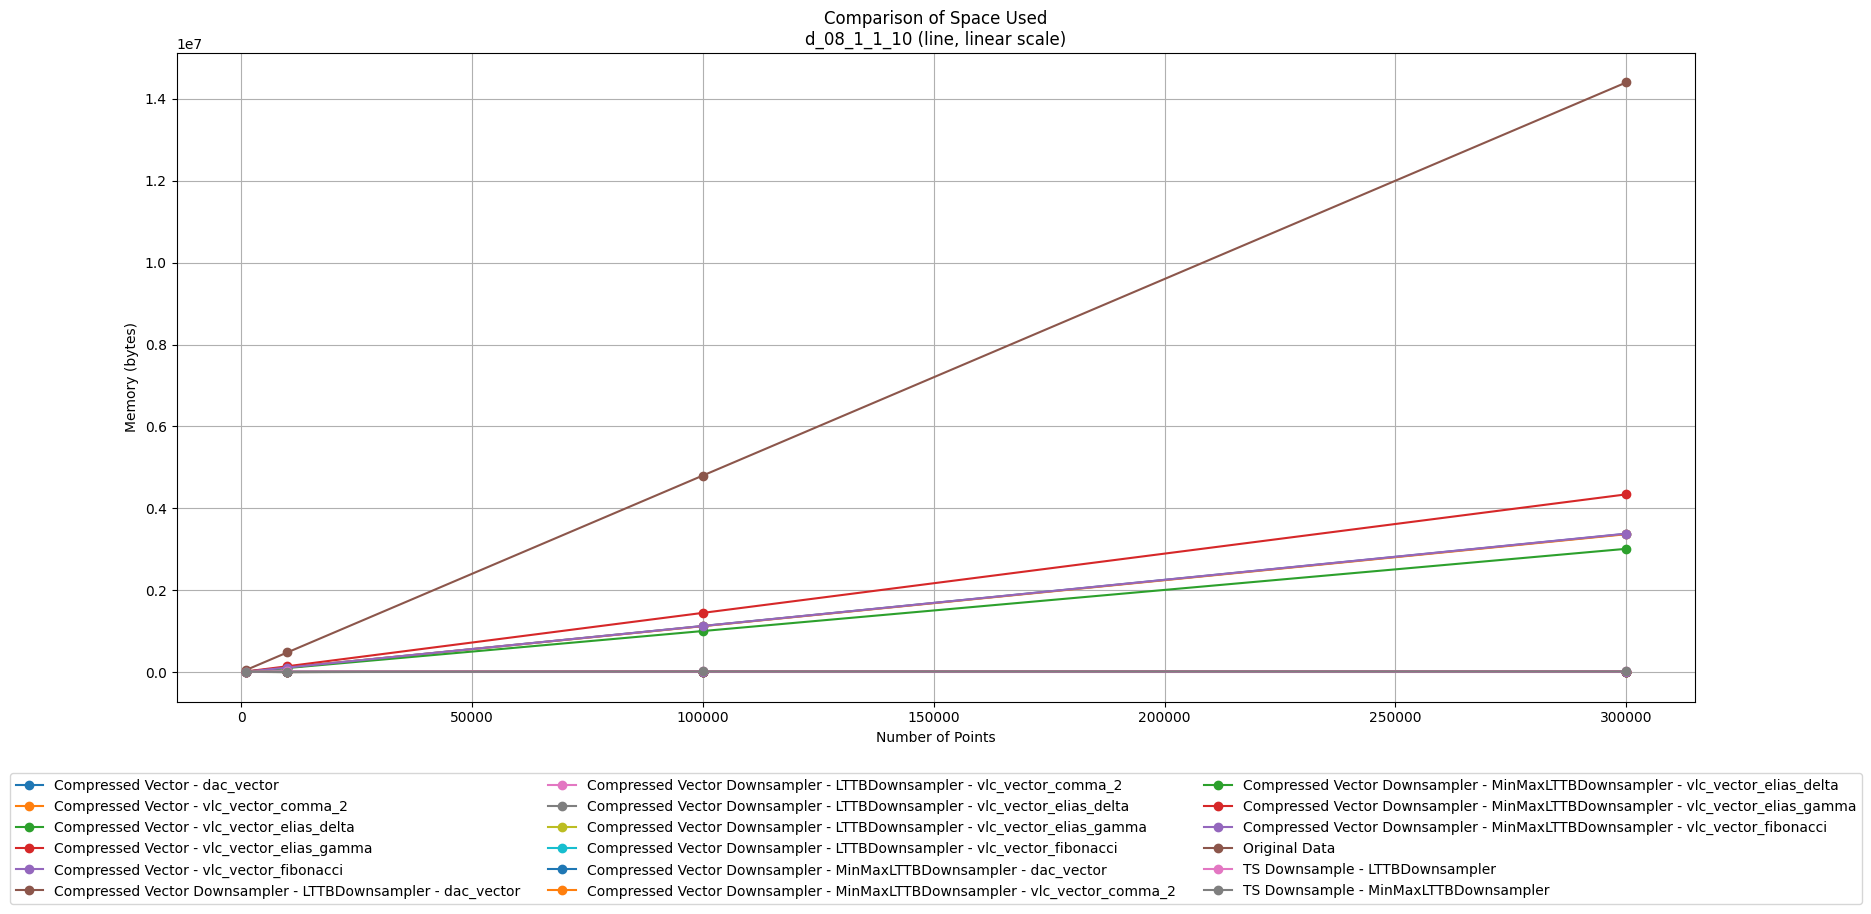 Comparison of Space Used
d_08_1_1_10 (line, linear scale)
1e7
1.4
1.2
1.0
0.8
0.6
0.4
0.2
0.0
Memory (bytes)
0
50000
100000
150000
200000
250000
300000
Number of Points
Compressed Vector - dac_vector
Compressed Vector - vlc_vector_comma_2
Compressed Vector - vlc_vector_elias_delta
Compressed Vector - vlc_vector_elias_gamma
Compressed Vector - vlc_vector_fibonacci
Compressed Vector Downsampler - LTTBDownsampler - dac_vector
Compressed Vector Downsampler - LTTBDownsampler - vlc_vector_comma_2
Compressed Vector Downsampler - LTTBDownsampler - vlc_vector_elias_delta
Compressed Vector Downsampler - LTTBDownsampler - vlc_vector_elias_gamma
Compressed Vector Downsampler - LTTBDownsampler - vlc_vector_fibonacci
Compressed Vector Downsampler - MinMaxLTTBDownsampler - dac_vector
Compressed Vector Downsampler - MinMaxLTTBDownsampler - vlc_vector_comma_2
Compressed Vector Downsampler - MinMaxLTTBDownsampler - vlc_vector_elias_delta
Compressed Vector Downsampler - MinMaxLTTBDownsampler - vlc_vector_elias_gamma
Compressed Vector Downsampler - MinMaxLTTBDownsampler - vlc_vector_fibonacci
Original Data
TS Downsample - LTTBDownsampler
TS Downsample - MinMaxLTTBDownsampler